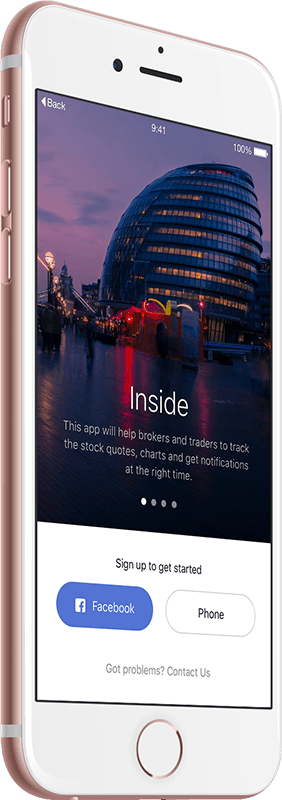 Back
9:41
100%
Inside
This app will help brokers and traders to track
the stock quotes, charts and get notifications
at the right time.
Sign up to get started
Facebook
Phone
Got problems? Contact Us